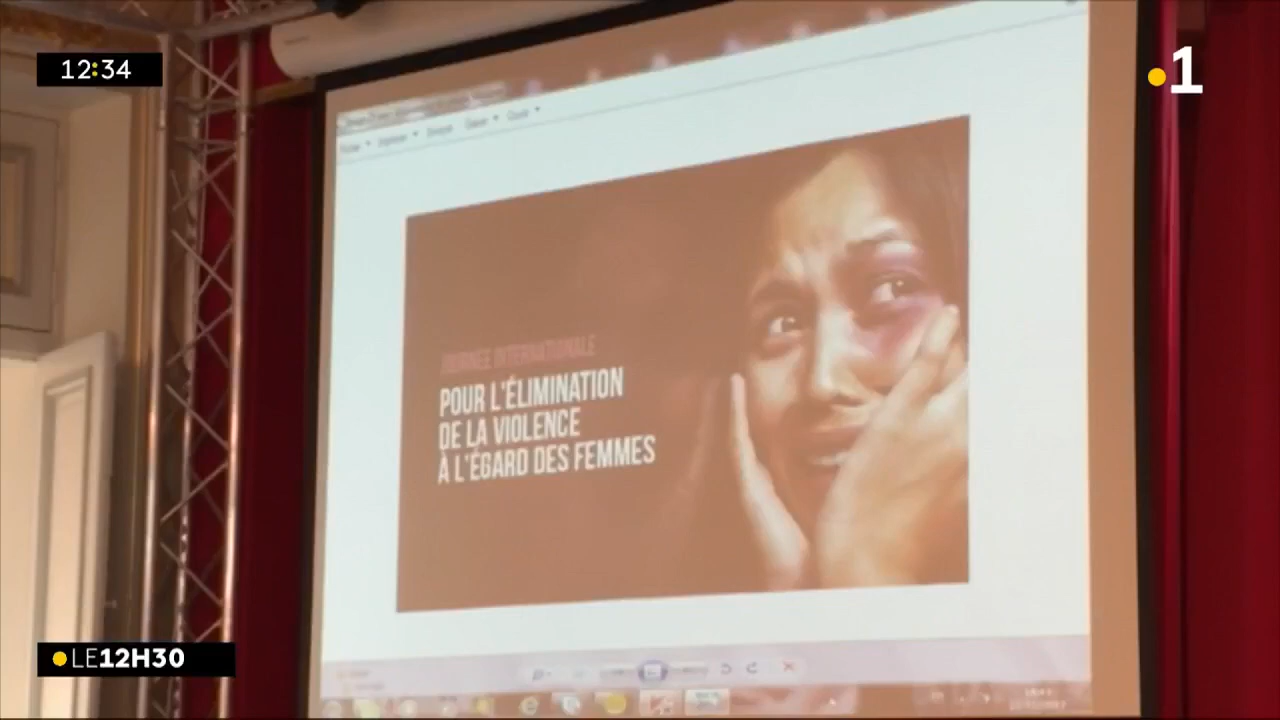 12:34
1
JOURNÉE INTERNATIONALE
POUR L'ÉLIMINATION
DE LA VIOLENCE
À L'ÉGARD DES FEMMES
LE12H30